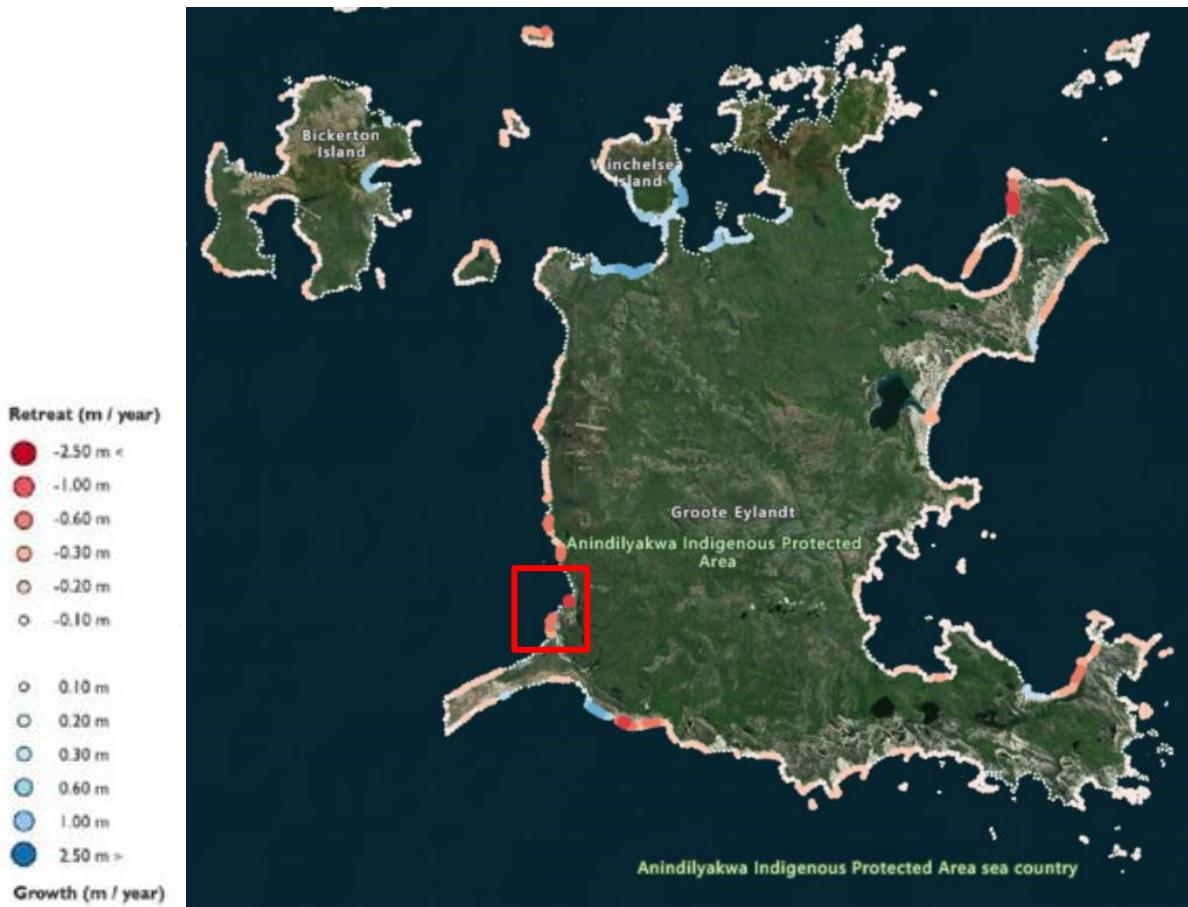 Bickerton
Island
Winchelsea
Island
Groote Eylandt
Anindilyakwa Indigenous Protected
Area
Anindilyakwa Indigenous Protected Area sea country
Retreat (m / year)
-2.50 m <
-1.00 m
-0.60 m
-0.30 m
-0.20 m
-0.10 m
0.10 m
0.20 m
0.30 m
0.60 m
1.00 m
2.50 m >
Growth (m / year)